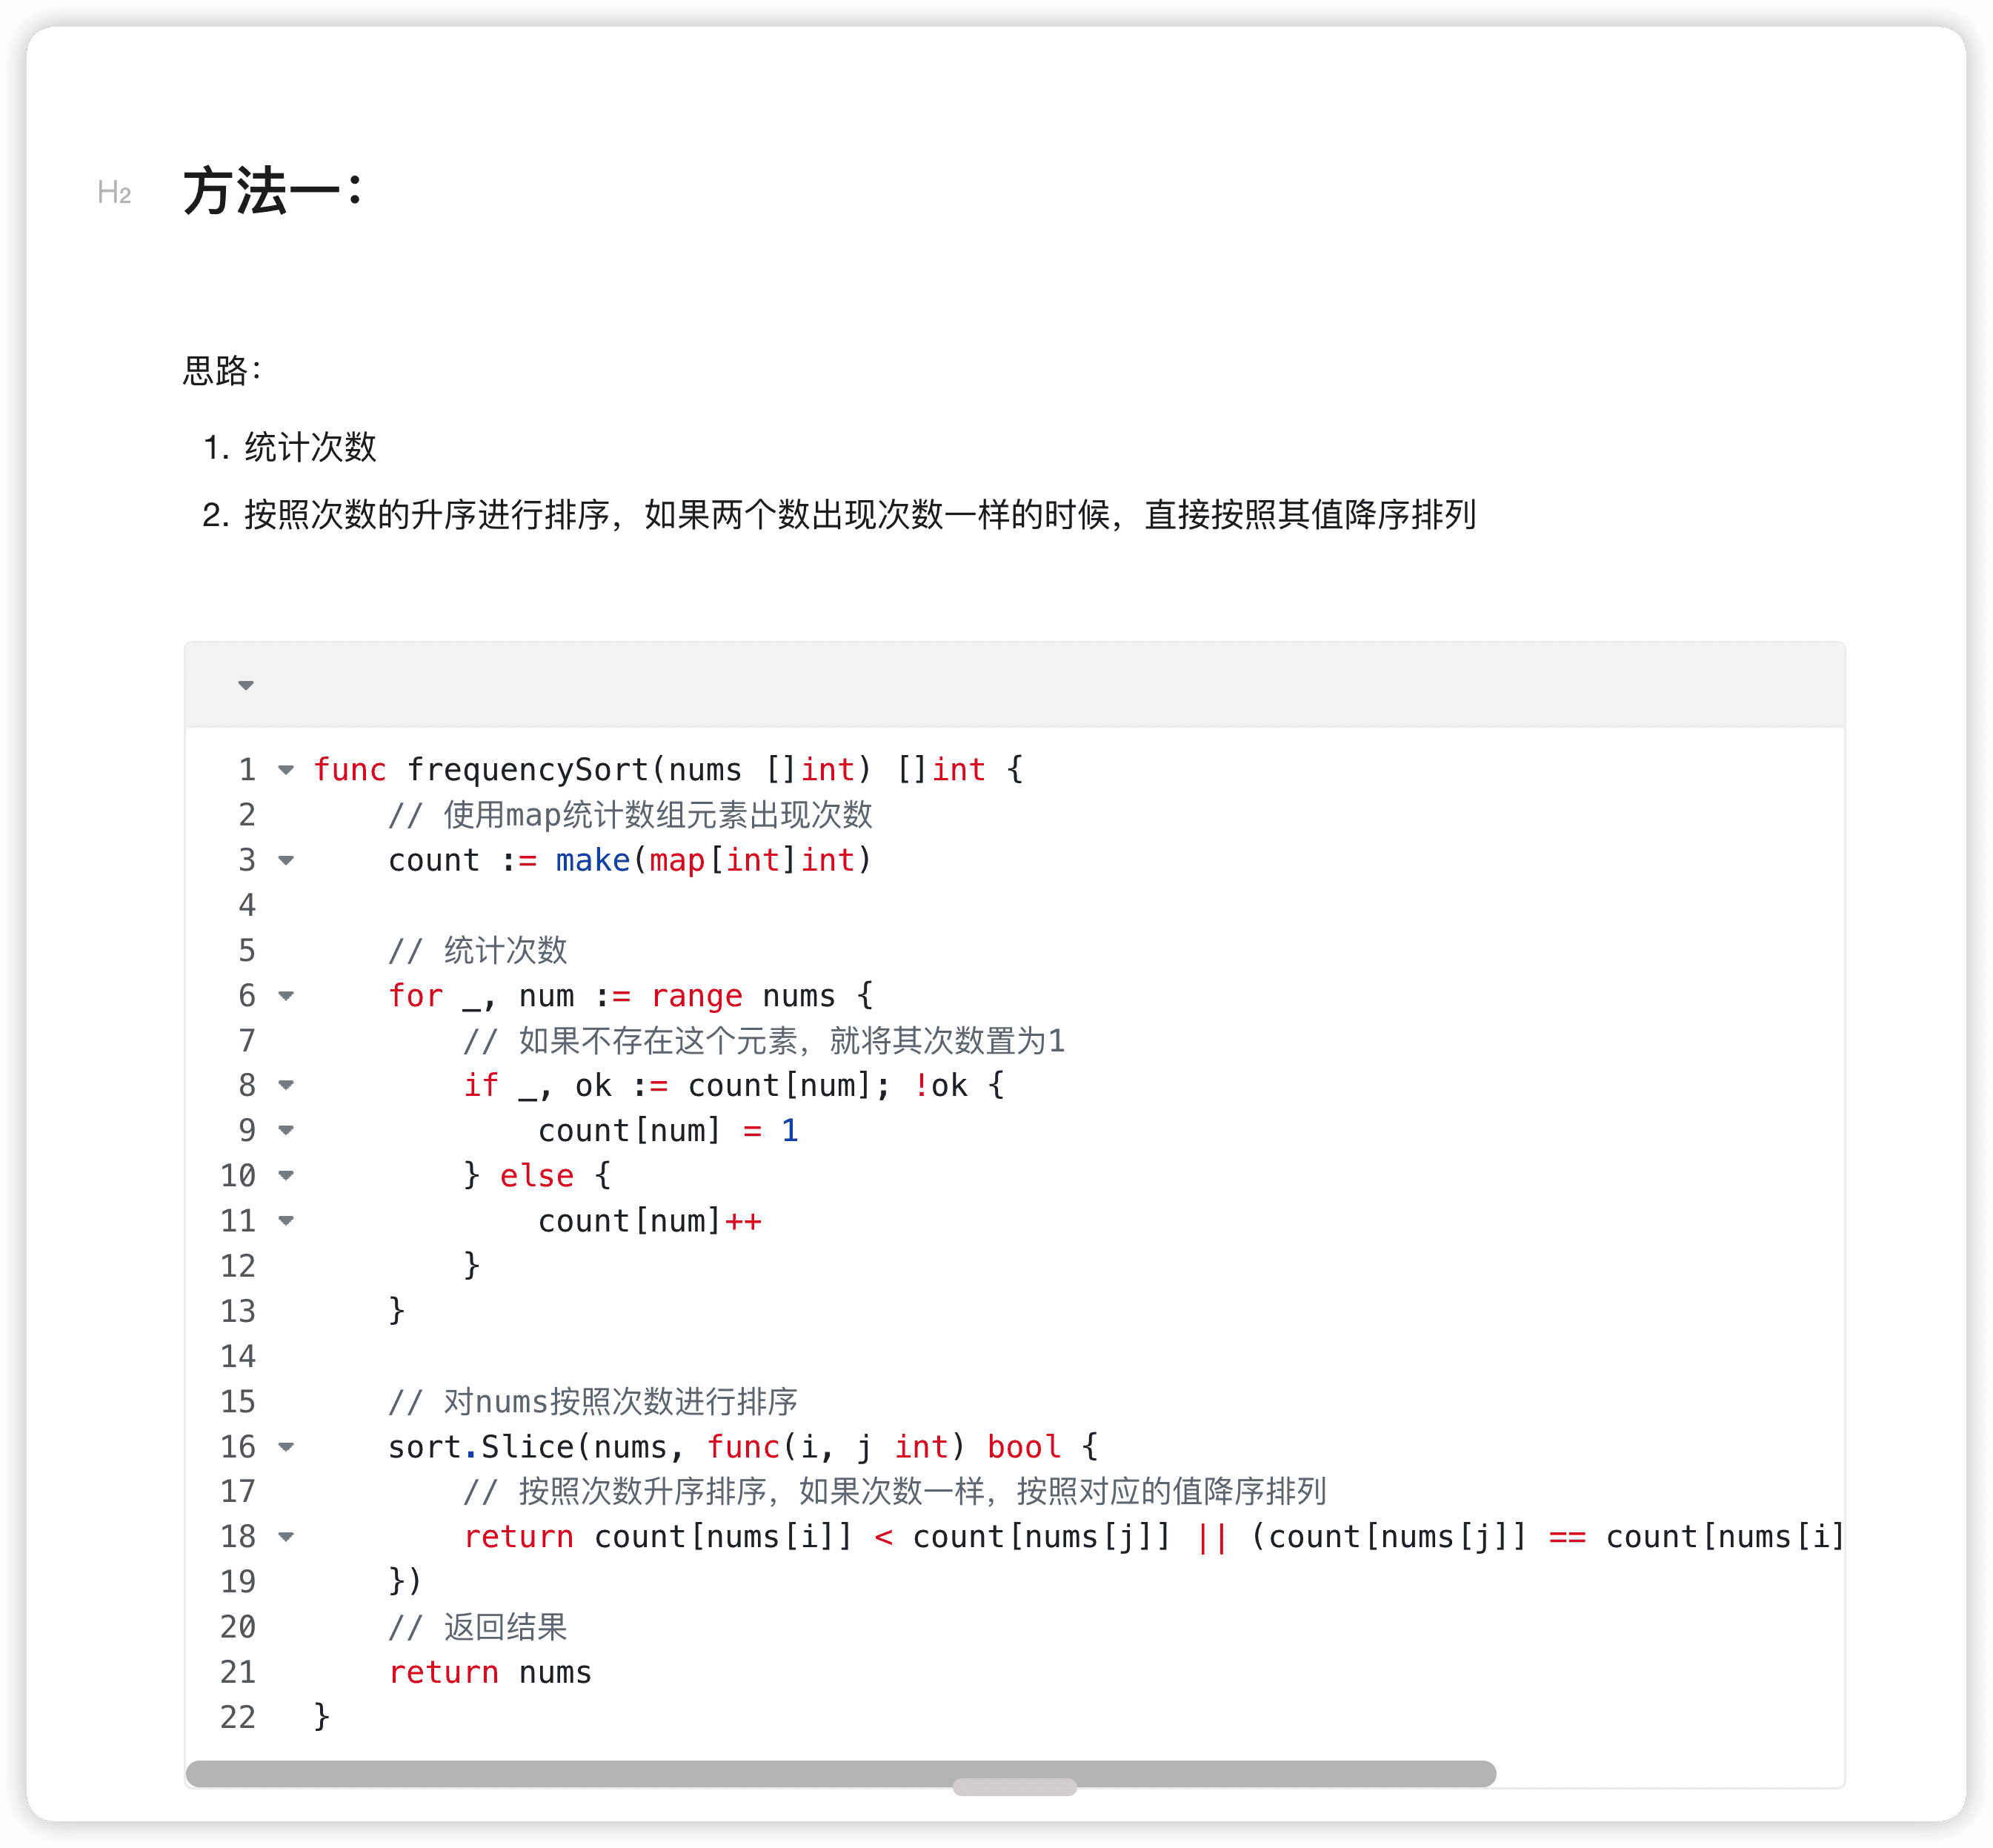 H2 方法一：
思路：
1. 统计次数
2. 按照次数的升序进行排序，如果两个数出现次数一样的时候，直接按照其值降序排列
1 func frequencySort(nums []int) []int {
2     // 使用map统计数组元素出现次数
3     count := make(map[int]int)
4
5     // 统计次数
6     for _, num := range nums {
7         // 如果不存在这个元素，就将其次数置为1
8         if _, ok := count[num]; !ok {
9             count[num] = 1
10         } else {
11             count[num]++
12         }
13     }
14
15     // 对nums按照次数进行排序
16     sort.Slice(nums, func(i, j int) bool {
17         // 按照次数升序排序，如果次数一样，按照对应的值降序排列
18         return count[nums[i]] < count[nums[j]] || (count[nums[j]] == count[nums[i]
19     })
20     // 返回结果
21     return nums
22 }